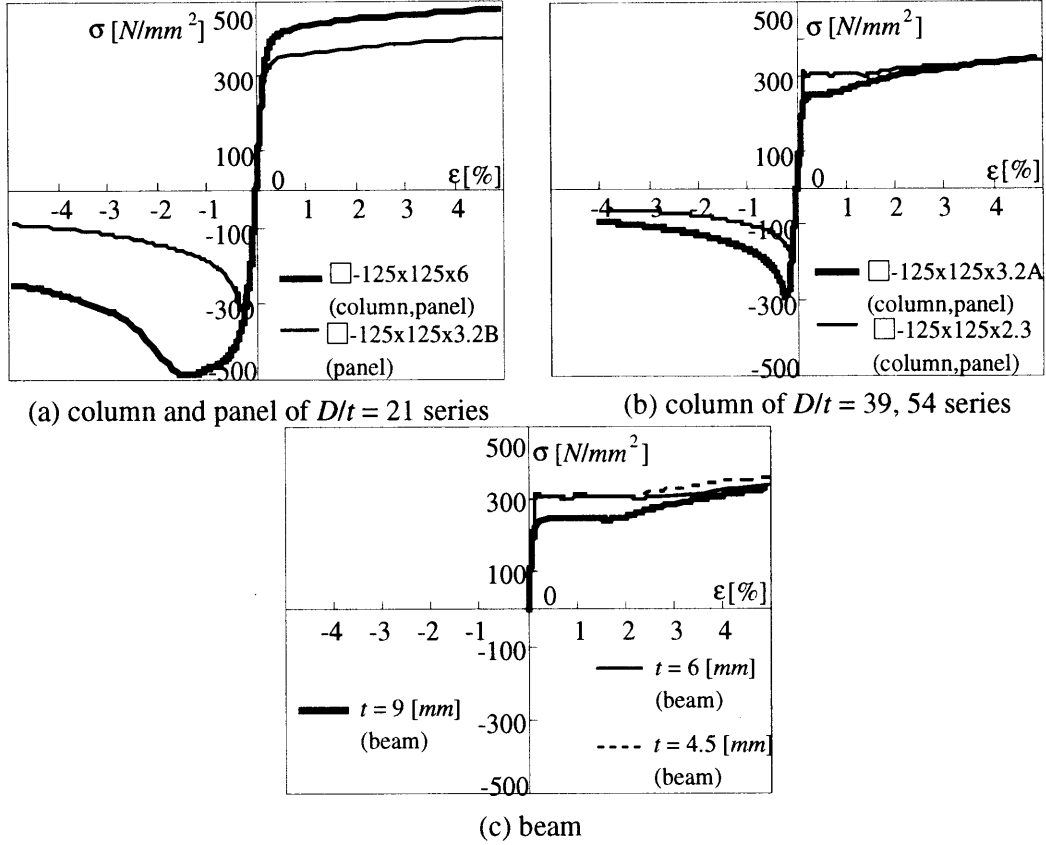 σ [N/mm²]
500
300
100
0
ε[%]
-4 -3 -2 -1 1 2 3 4
-100
-300
-500
□-125x125x6
(column,panel)
□-125x125x3.2B
(panel)
(a) column and panel of D/t = 21 series
σ [N/mm²]
500
300
100
0
ε[%]
-4 -3 -2 -1 1 2 3 4
-100
-300
-500
□-125x125x3.2A
(column,panel)
□-125x125x2.3
(column,panel)
(b) column of D/t = 39, 54 series
σ [N/mm²]
500
300
100
0
ε[%]
-4 -3 -2 -1 1 2 3 4
-100
-300
-500
t = 9 [mm]
(beam)
t = 6 [mm]
(beam)
t = 4.5 [mm]
(beam)
(c) beam